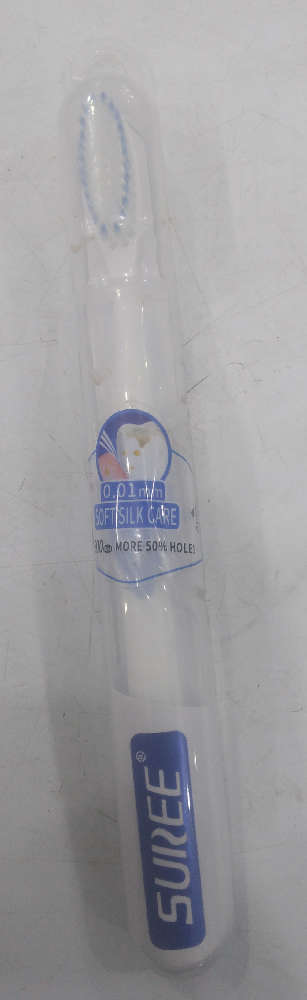 0.01mm
SOFT SILK CARE
MORE 50% HOLES
SUREE®